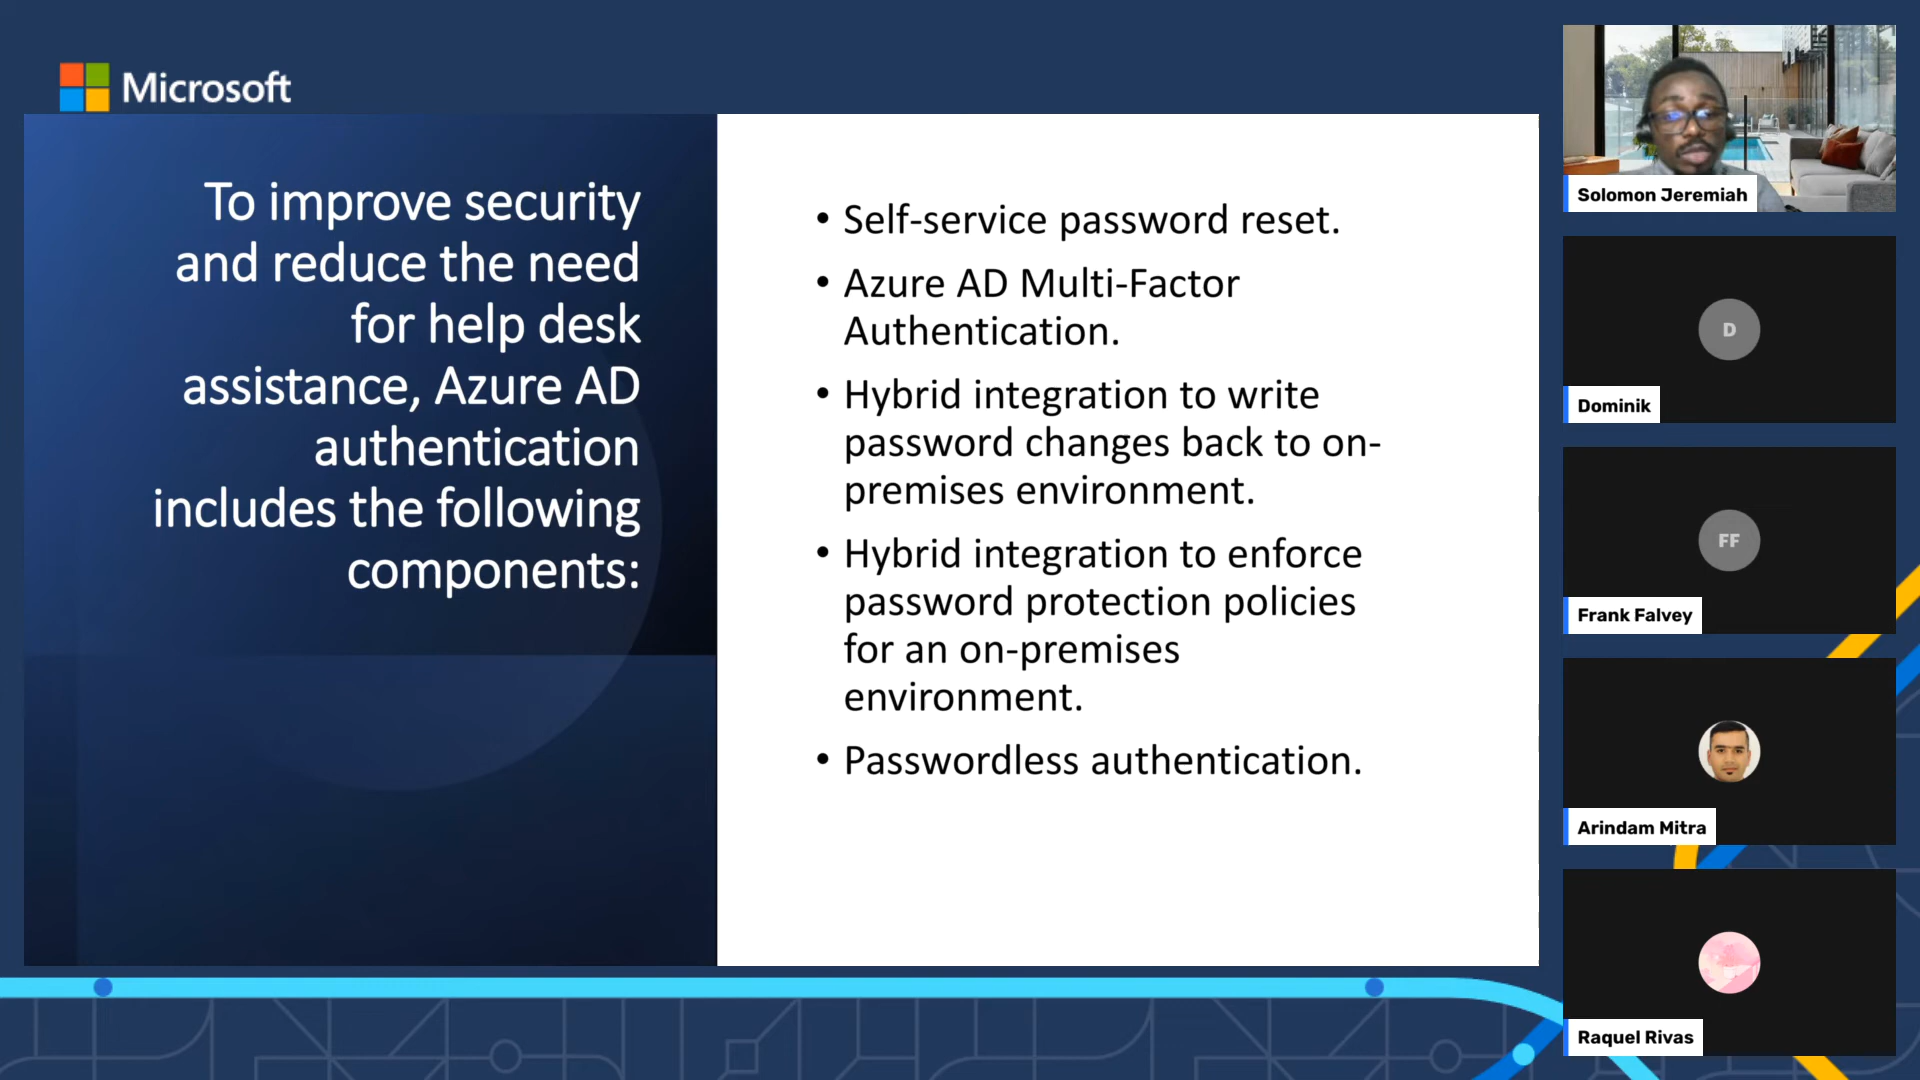 Microsoft
To improve security
and reduce the need
for help desk
assistance, Azure AD
authentication
includes the following
components:
• Self-service password reset.
• Azure AD Multi-Factor
Authentication.
• Hybrid integration to write
password changes back to on-
premises environment.
• Hybrid integration to enforce
password protection policies
for an on-premises
environment.
• Passwordless authentication.
Solomon Jeremiah
D
Dominik
FF
Frank Falvey
Arindam Mitra
Raquel Rivas